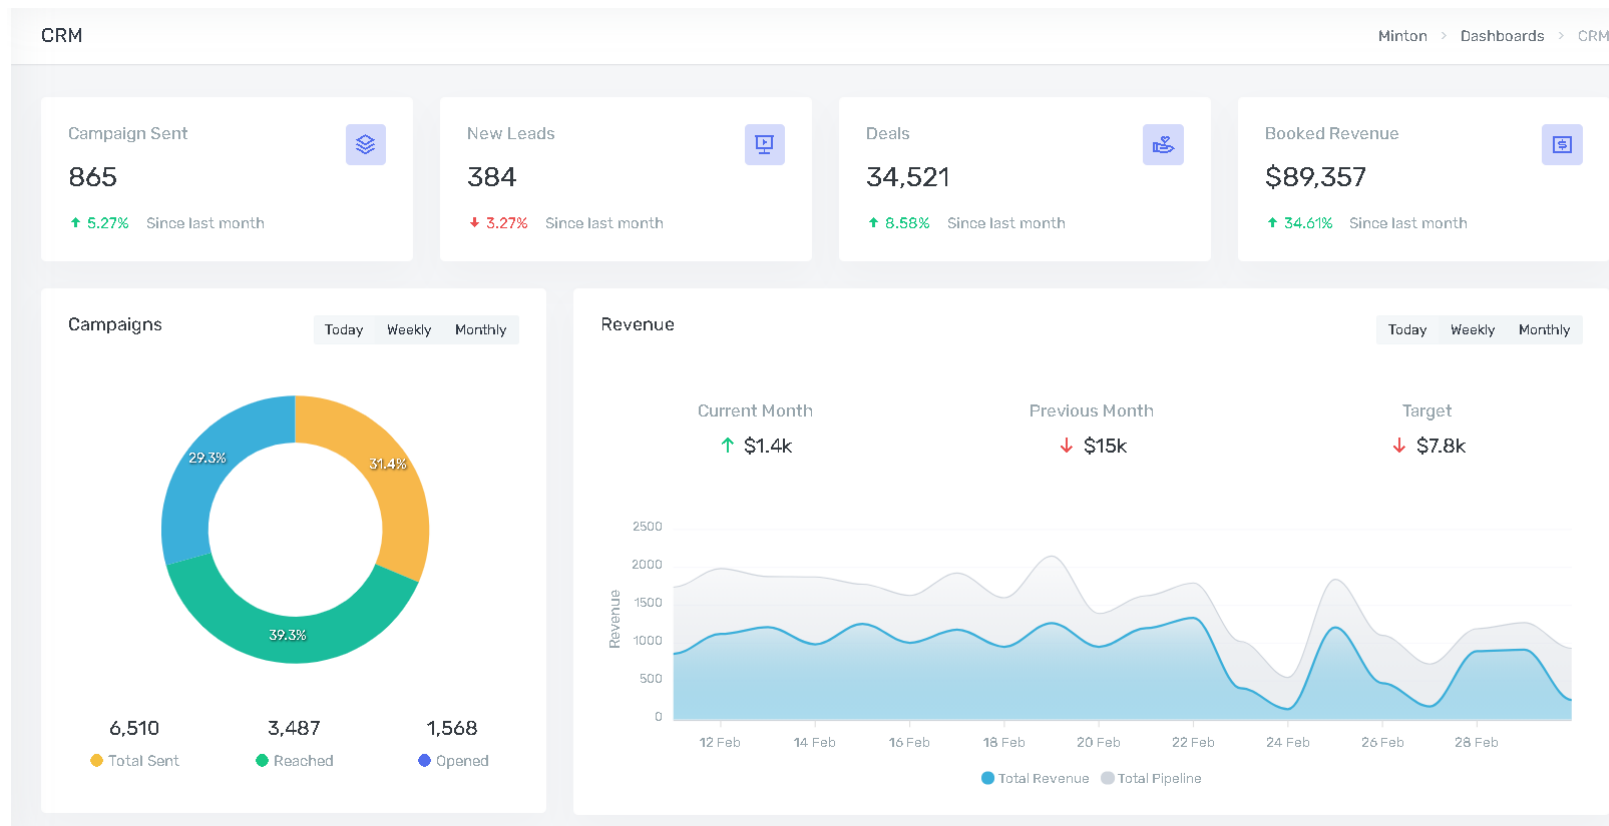 CRM
Minton > Dashboards > CRM
Campaign Sent
865
5.27% Since last month
New Leads
384
3.27% Since last month
Deals
34,521
8.58% Since last month
Booked Revenue
$89,357
34.61% Since last month
Campaigns
Today Weekly Monthly
29.3%
31.4%
39.3%
6,510 3,487 1,568
Total Sent Reached Opened
Revenue
Today Weekly Monthly
Current Month Previous Month Target
$1.4k $15k $7.8k
Revenue
2500
2000
1500
1000
500
0
12 Feb 14 Feb 16 Feb 18 Feb 20 Feb 22 Feb 24 Feb 26 Feb 28 Feb
Total Revenue Total Pipeline